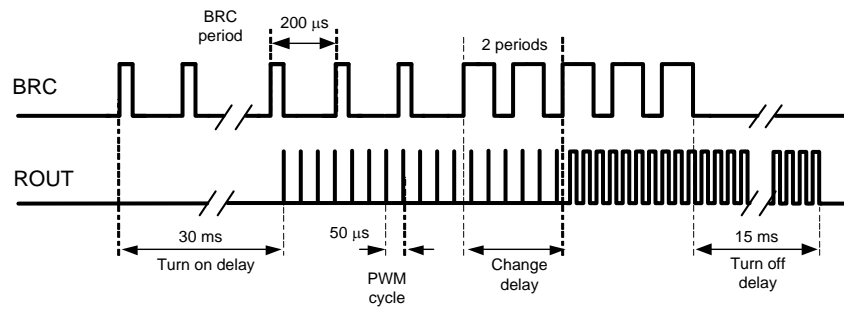 BRC
period
200 μs
2 periods
BRC
ROUT
30 ms
Turn on delay
50 μs
PWM
cycle
Change
delay
15 ms
Turn off
delay